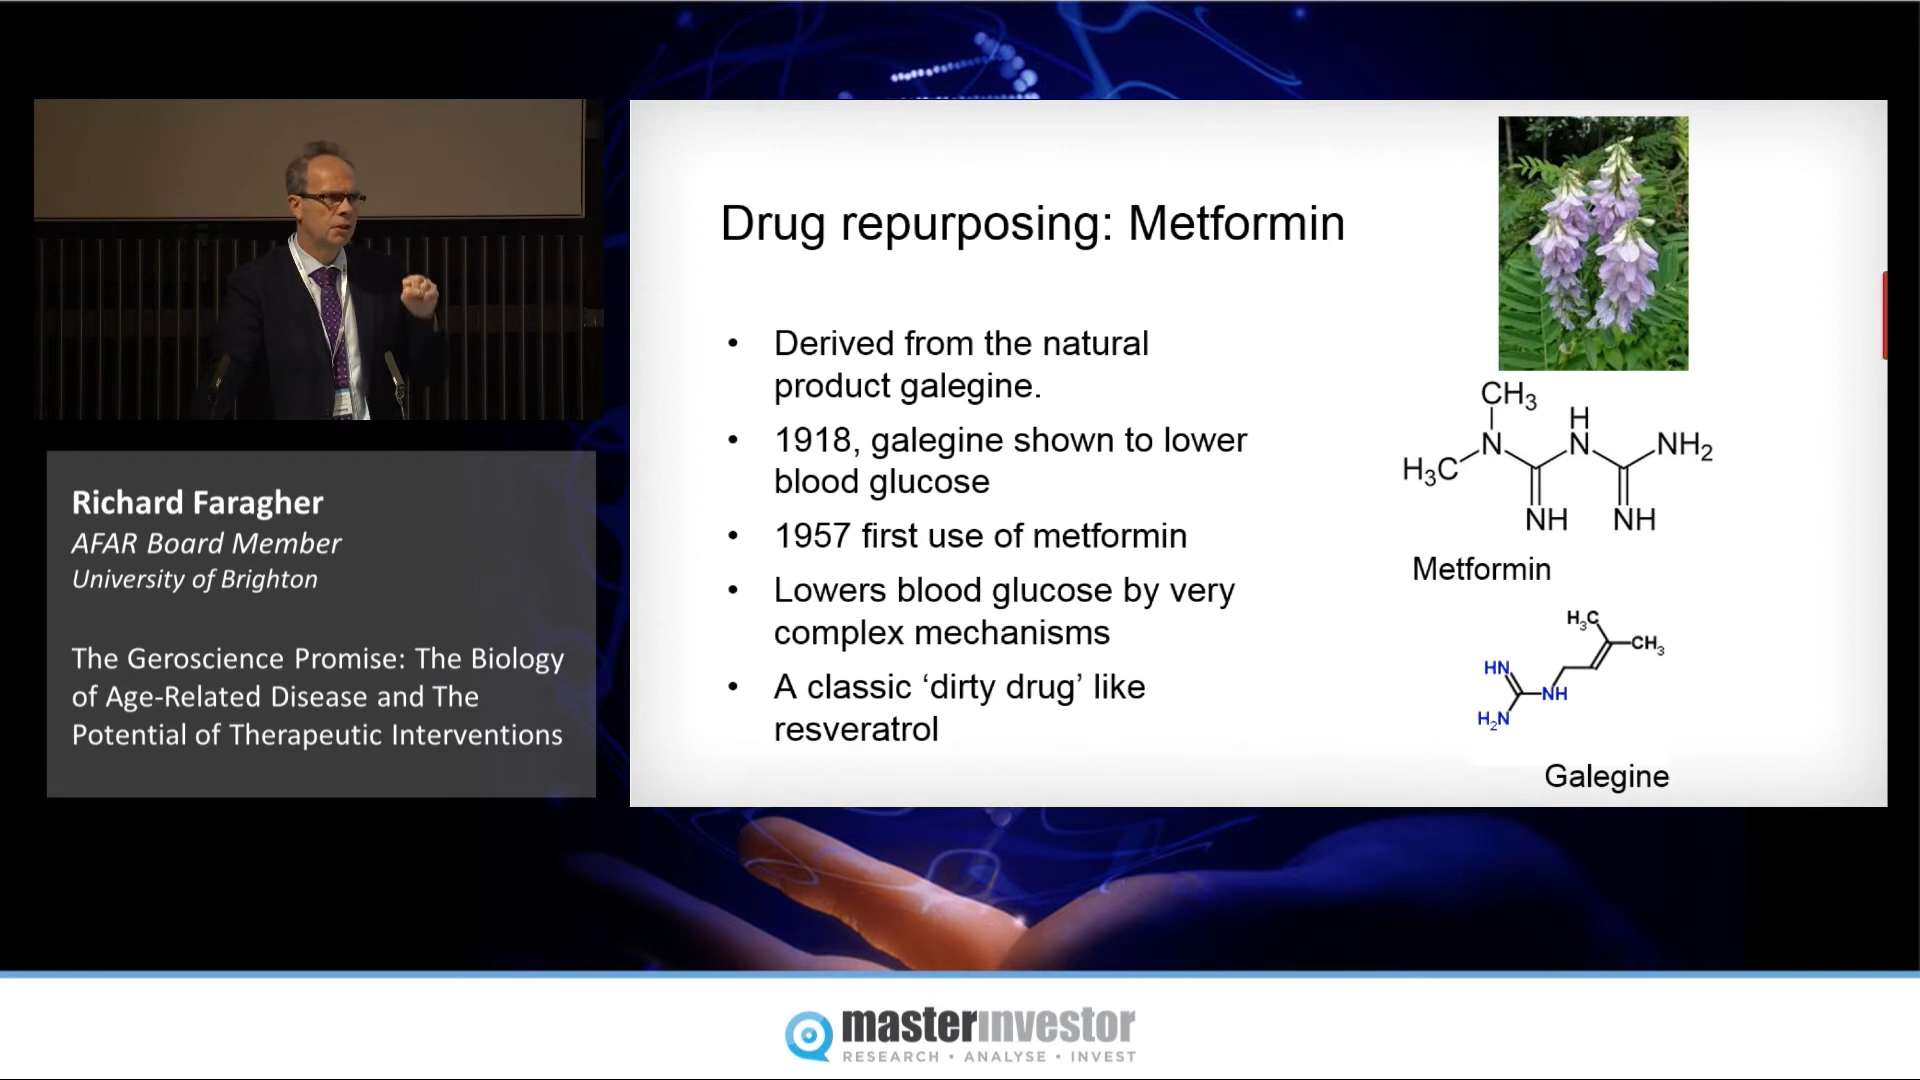 Richard Faragher
AFAR Board Member
University of Brighton
The Geroscience Promise: The Biology
of Age-Related Disease and The
Potential of Therapeutic Interventions
Drug repurposing: Metformin
• Derived from the natural
product galegine.
• 1918, galegine shown to lower
blood glucose
• 1957 first use of metformin
• Lowers blood glucose by very
complex mechanisms
• A classic ‘dirty drug’ like
resveratrol
CH3
H
N
N
NH2
H3C
NH
NH
Metformin
H3C
CH3
HN
NH
H2N
Galegine
masterinvestor
RESEARCH • ANALYSE • INVEST